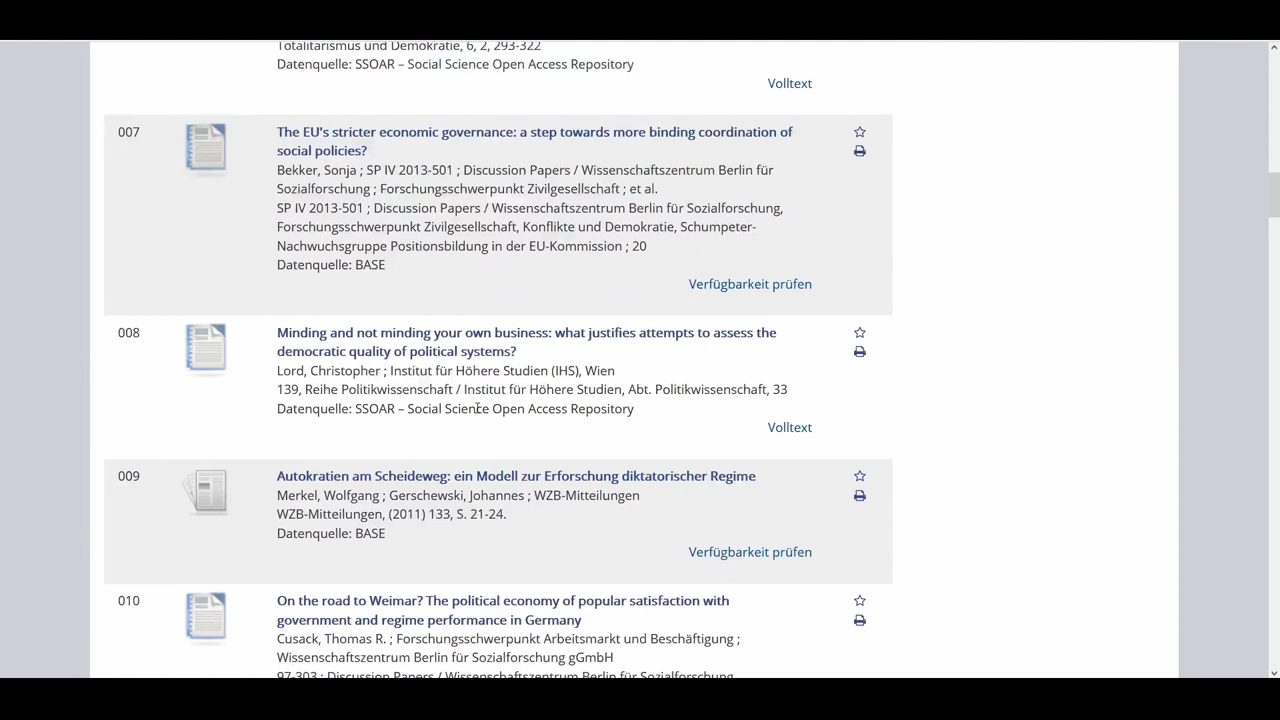 Totalitarismus und Demokratie, 6, 2, 293-322
Datenquelle: SSOAR – Social Science Open Access Repository
Volltext
007
The EU's stricter economic governance: a step towards more binding coordination of
social policies?
Bekker, Sonja ; SP IV 2013-501 ; Discussion Papers / Wissenschaftszentrum Berlin für
Sozialforschung ; Forschungsschwerpunkt Zivilgesellschaft ; et al.
SP IV 2013-501 ; Discussion Papers / Wissenschaftszentrum Berlin für Sozialforschung,
Forschungsschwerpunkt Zivilgesellschaft, Konflikte und Demokratie, Schumpeter-
Nachwuchsgruppe Positionsbildung in der EU-Kommission ; 20
Datenquelle: BASE
Verfügbarkeit prüfen
008
Minding and not minding your own business: what justifies attempts to assess the
democratic quality of political systems?
Lord, Christopher ; Institut für Höhere Studien (IHS), Wien
139, Reihe Politikwissenschaft / Institut für Höhere Studien, Abt. Politikwissenschaft, 33
Datenquelle: SSOAR – Social Science Open Access Repository
Volltext
009
Autokratien am Scheideweg: ein Modell zur Erforschung diktatorischer Regime
Merkel, Wolfgang ; Gerschewski, Johannes ; WZB-Mitteilungen
WZB-Mitteilungen, (2011) 133, S. 21-24.
Datenquelle: BASE
Verfügbarkeit prüfen
010
On the road to Weimar? The political economy of popular satisfaction with
government and regime performance in Germany
Cusack, Thomas R. ; Forschungsschwerpunkt Arbeitsmarkt und Beschäftigung ;
Wissenschaftszentrum Berlin für Sozialforschung gGmbH
97-303 ; Discussion Papers / Wissenschaftszentrum Berlin für Sozialforschung,